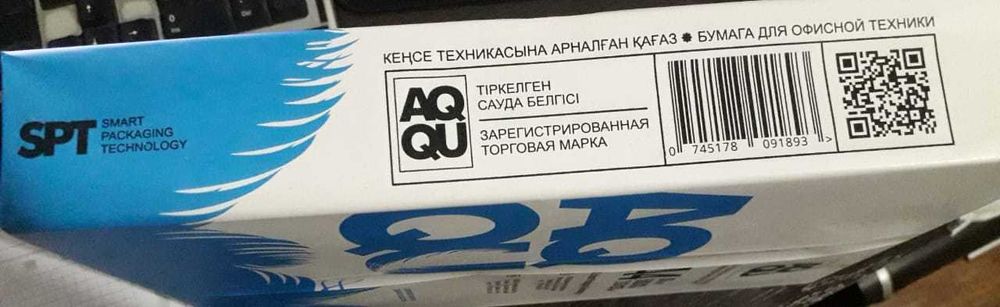 КЕҢСЕ ТЕХНИКАСЫНА АРНАЛҒАН ҚАҒАЗ ✸ БУМАГА ДЛЯ ОФИСНОЙ ТЕХНИКИ
SPT
SMART
PACKAGING
TECHNOLOGY
AQ
QU
ТІРКЕЛГЕН
САУДА БЕЛГІСІ
ЗАРЕГИСТРИРОВАННАЯ
ТОРГОВАЯ МАРКА
0 745178 091893 >